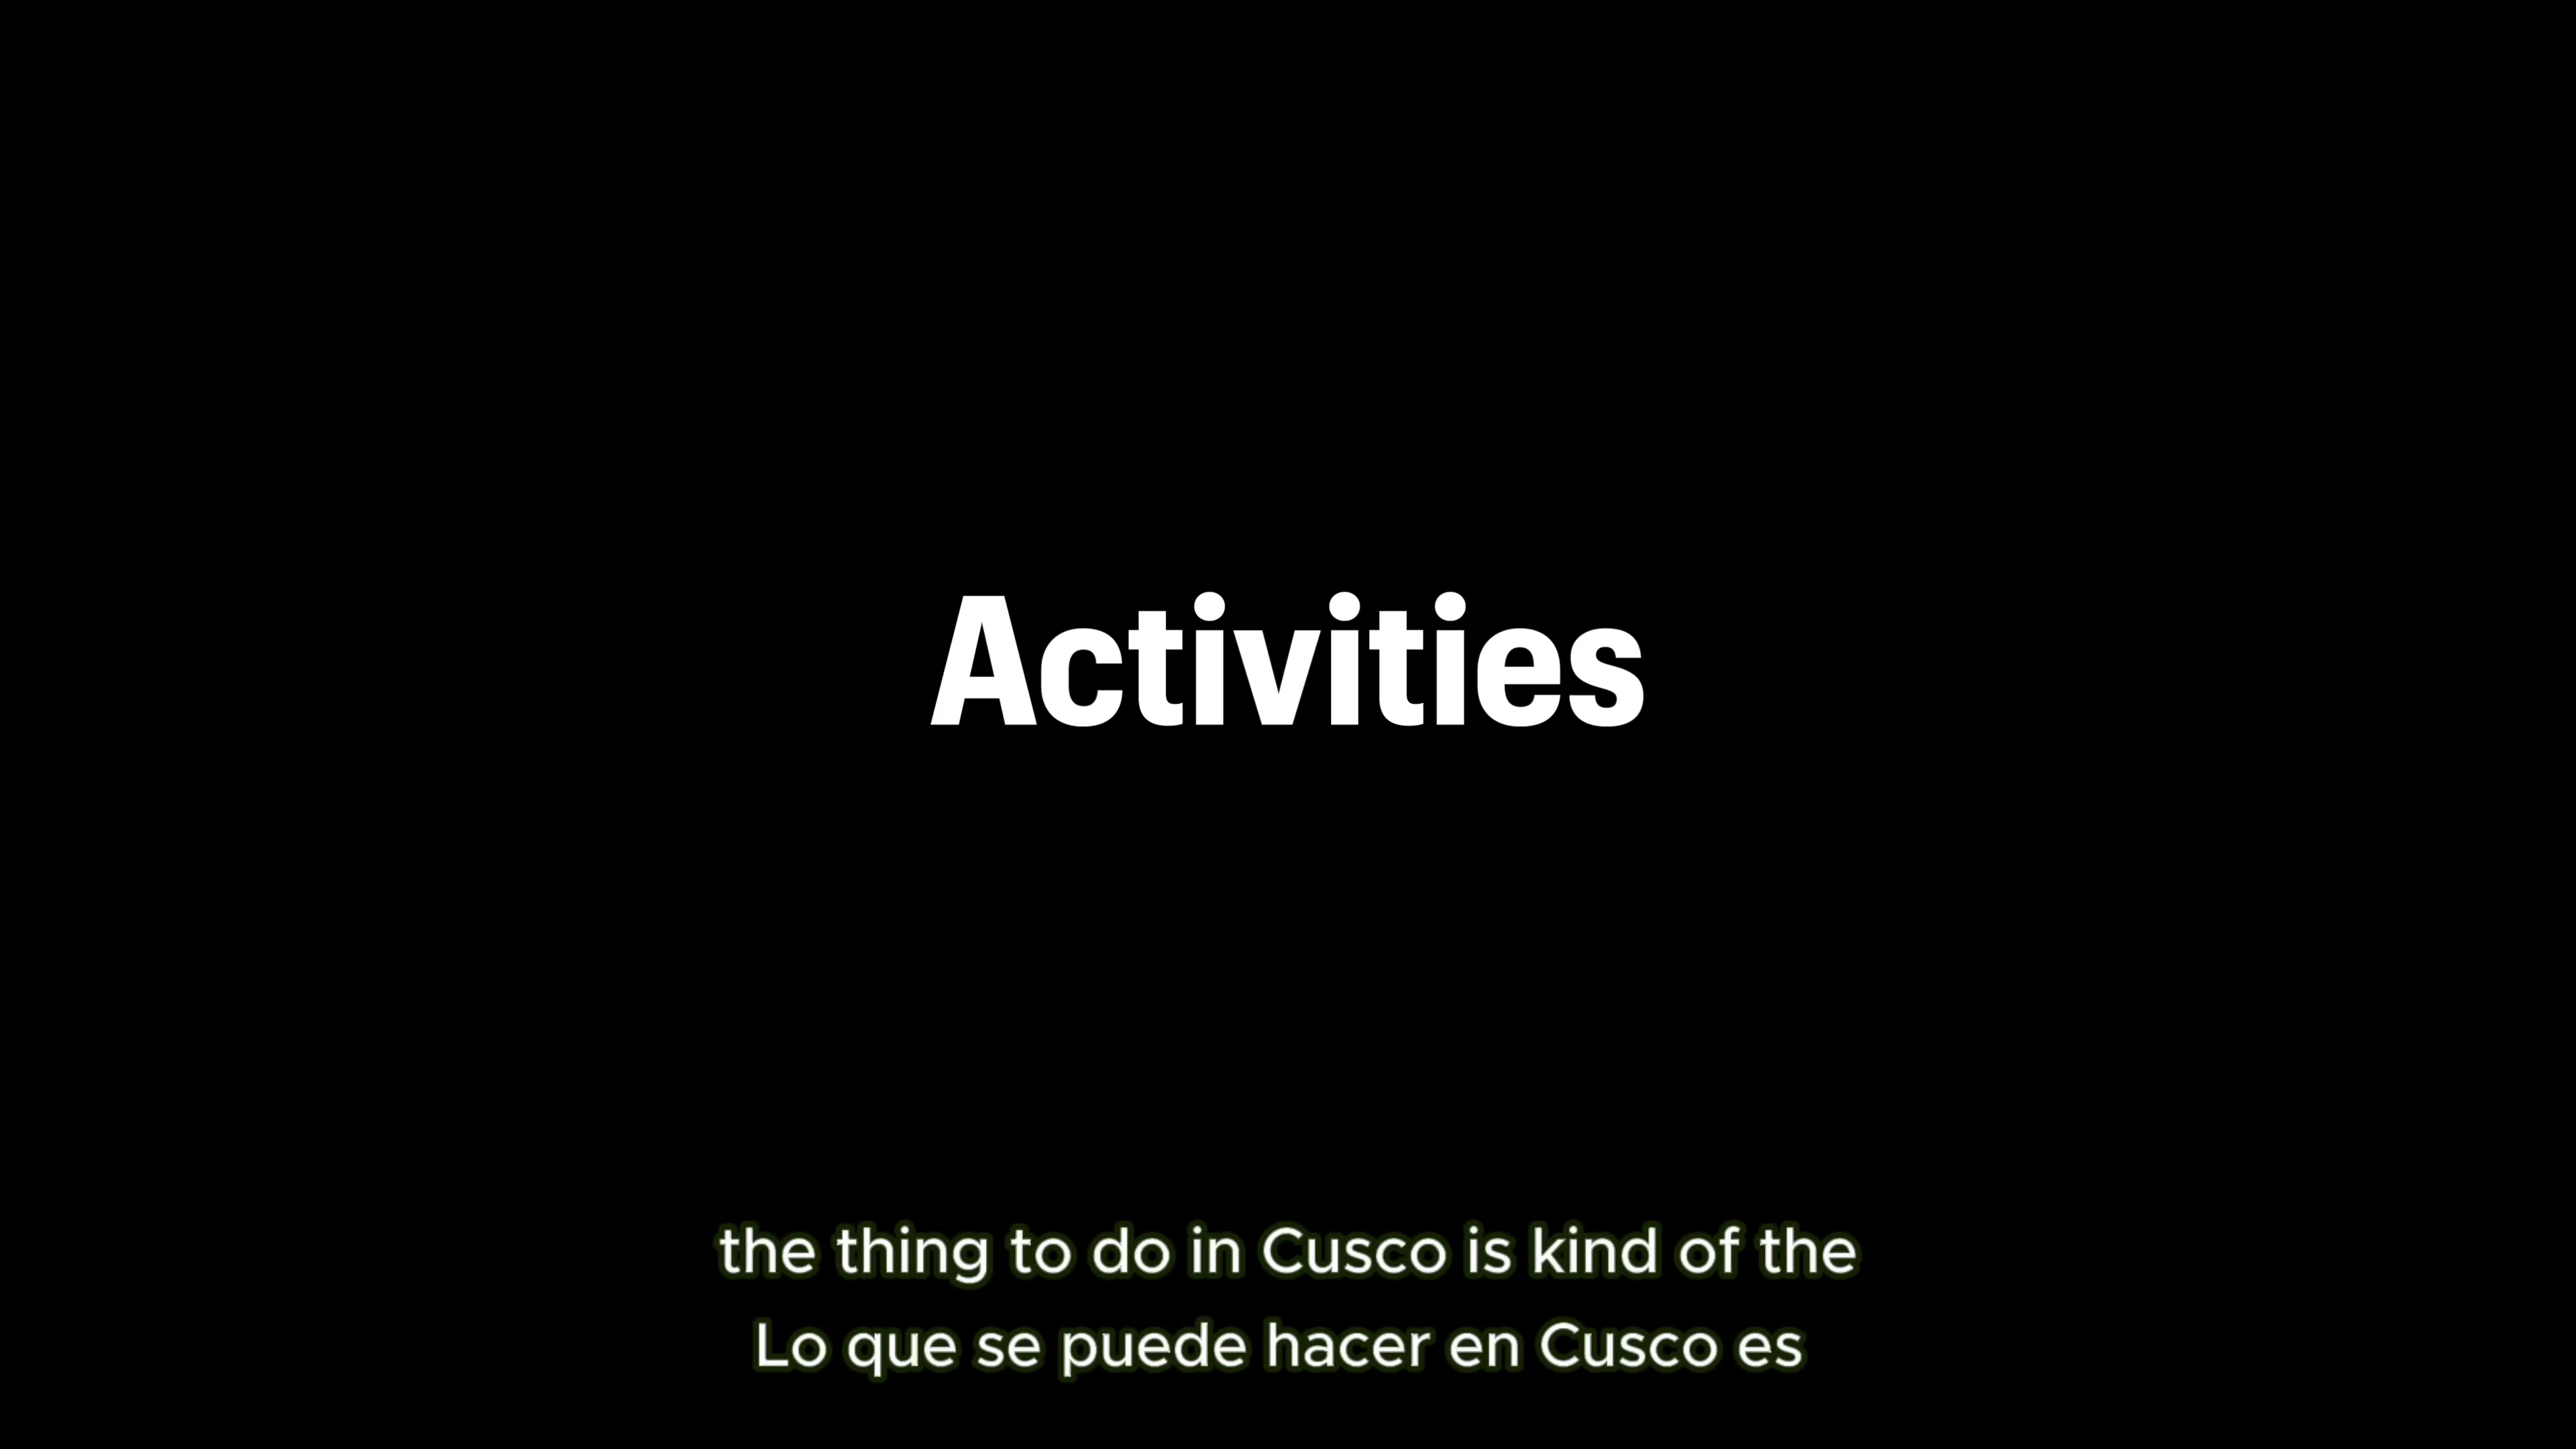 Activities
the thing to do in Cusco is kind of the
Lo que se puede hacer en Cusco es